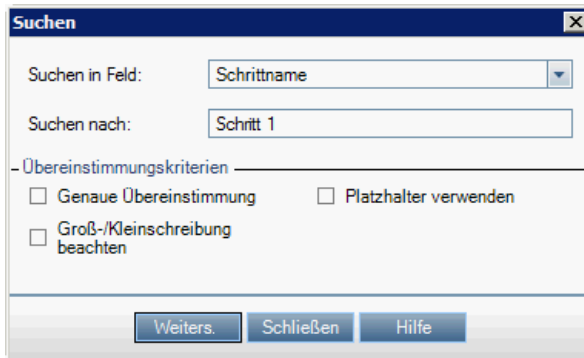 Suchen
Suchen in Feld: Schrittname
Suchen nach: Schritt 1
Übereinstimmungskriterien
Genaue Übereinstimmung Platzhalter verwenden
Groß-/Kleinschreibung
beachten
Weiters. Schließen Hilfe